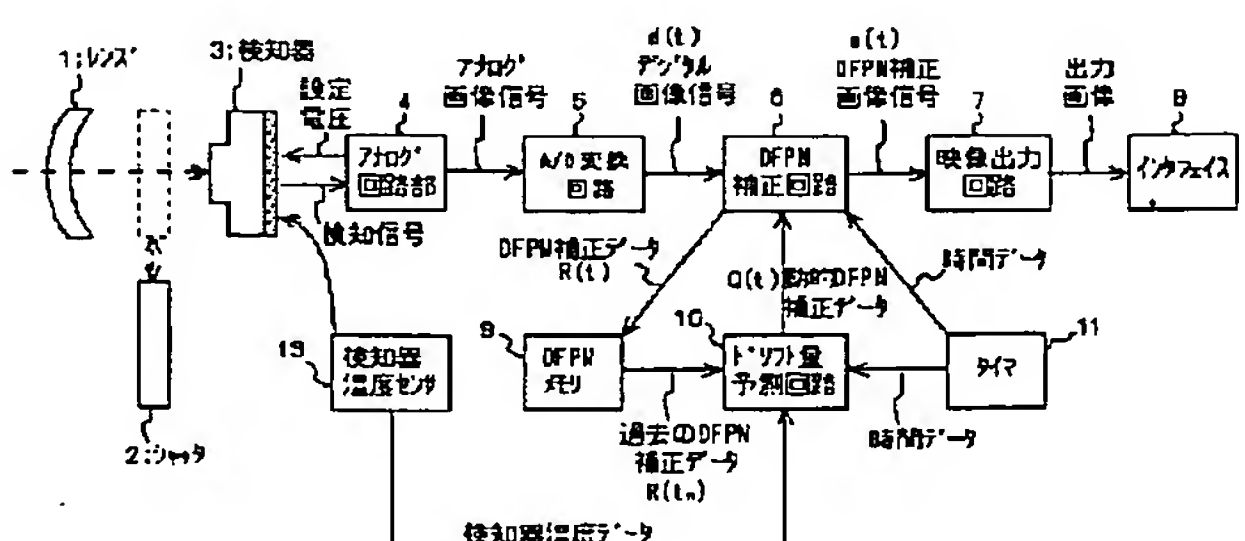 1:レンズ
3:検知器
設定
電圧
4
アナログ
回路部
検知信号
アナログ
画像信号
5
A/D変換
回路
d(t)
デジタル
画像信号
6
DFPN
補正回路
s(t)
DFPN補正
画像信号
7
映像出力
回路
出力
画像
8
インタフェイス
2:シャッタ
13
検知器
温度センサ
DFPN補正データ
R(t)
9
DFPN
メモリ
Q(t)動的DFPN
補正データ
10
ドリフト量
予測回路
時間データ
11
タイマ
過去のDFPN
補正データ
R(tn)
時間データ
検知器温度データ